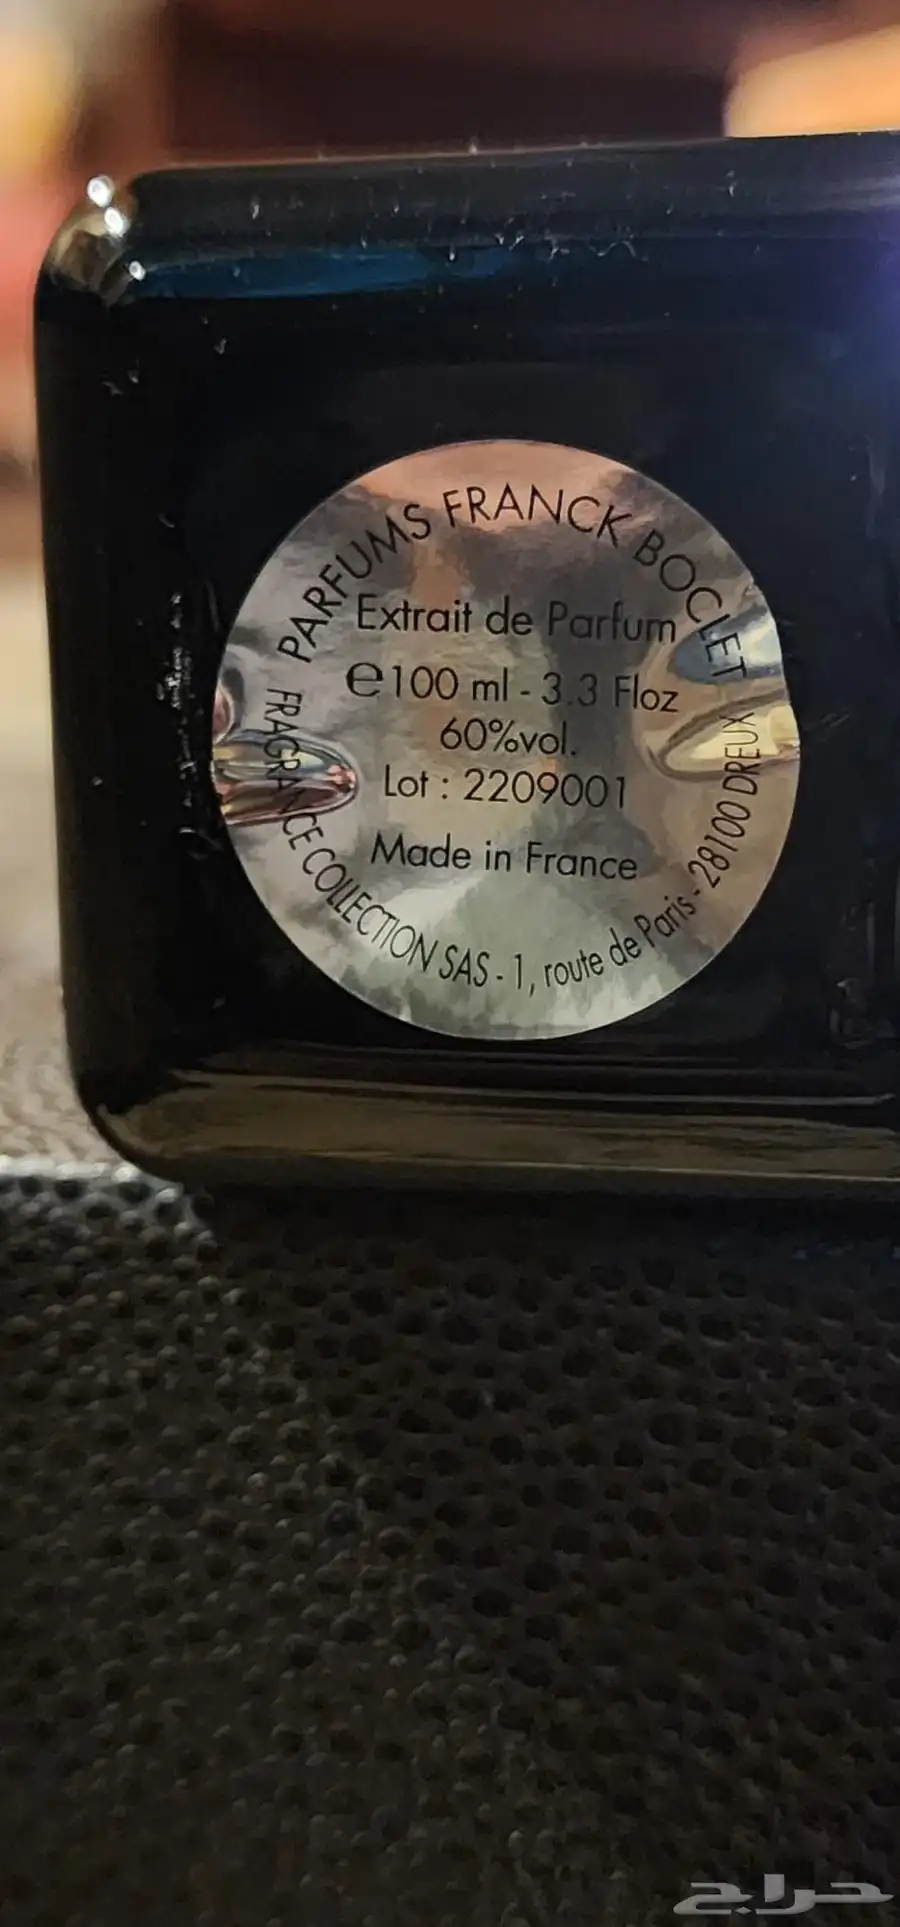 PARFUMS FRANCK BOCLET
Extrait de Parfum
℮100 ml - 3.3 Floz
60%vol.
Lot : 2209001
Made in France
FRAGRANCE COLLECTION SAS - 1, route de Paris - 28100 DREUX
حراج